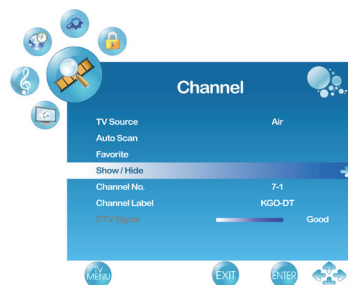 Channel
TV Source Air
Auto Scan
Favorite
Show / Hide
Channel No. 7-1
Channel Label KGO-DT
DTV Signal Good
TV MENU EXIT ENTER